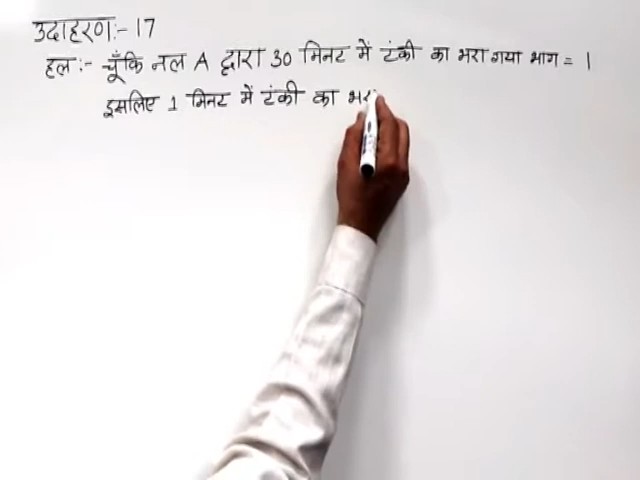 उदाहरण:- 17
हल:- चूँकि नल A द्वारा 30 मिनट में टंकी का भरा गया भाग = 1
इसलिए 1 मिनट में टंकी का